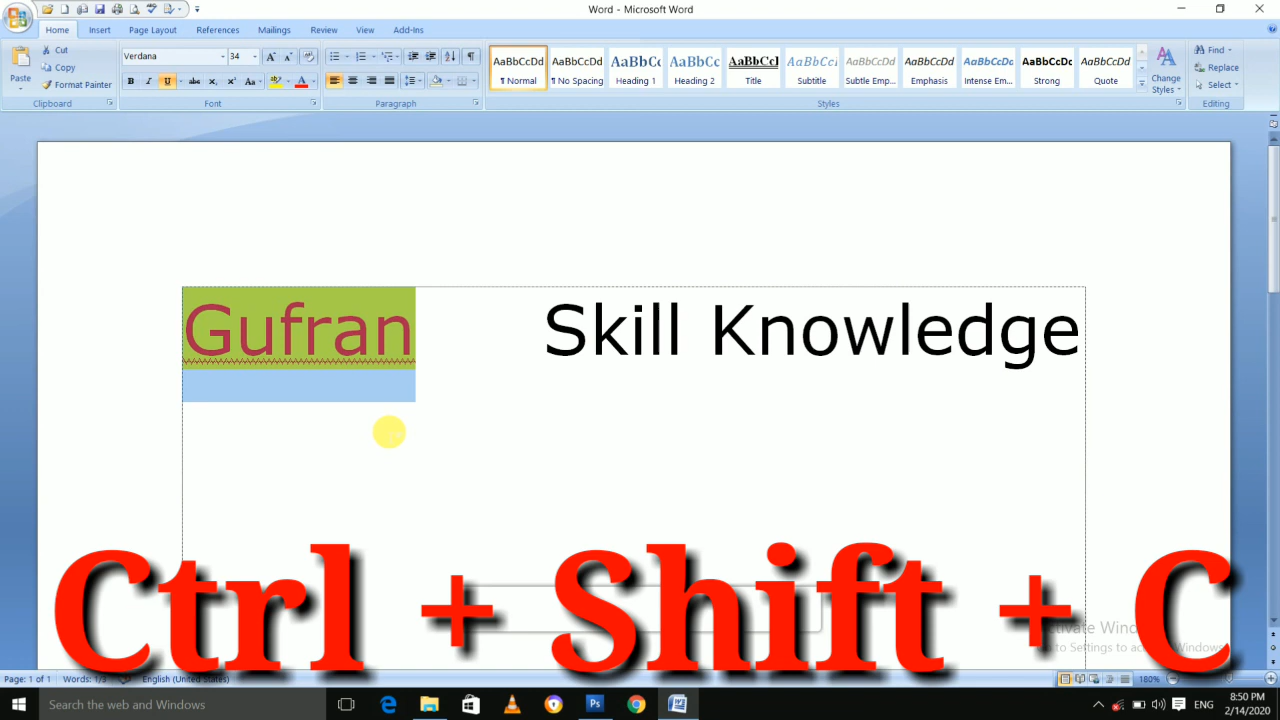 Word - Microsoft Word
Home Insert Page Layout References Mailings Review View Add-Ins
Paste
Cut
Copy
Format Painter
Clipboard
Verdana 34
Font
Paragraph
AaBbCcDd AaBbCcDd AaBbCc AaBbCc AaBbCcl AaBbCcI AaBbCcDd AaBbCcDd AaBbCcDd AaBbCcDc AaBbCcDd
¶ Normal ¶ No Spacing Heading 1 Heading 2 Title Subtitle Subtle Emp... Emphasis Intense Em... Strong Quote
Change Styles
Styles
Find
Replace
Select
Editing
Gufran Skill Knowledge
Ctrl + Shift + C
Page: 1 of 1 Words: 1/3 English (United States)
180%
Search the web and Windows
ENG
8:50 PM
2/14/2020